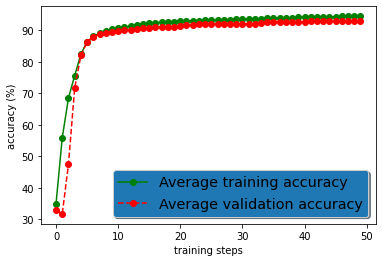 90
80
70
60
50
40
30
accuracy (%)
Average training accuracy
Average validation accuracy
0 10 20 30 40 50
training steps